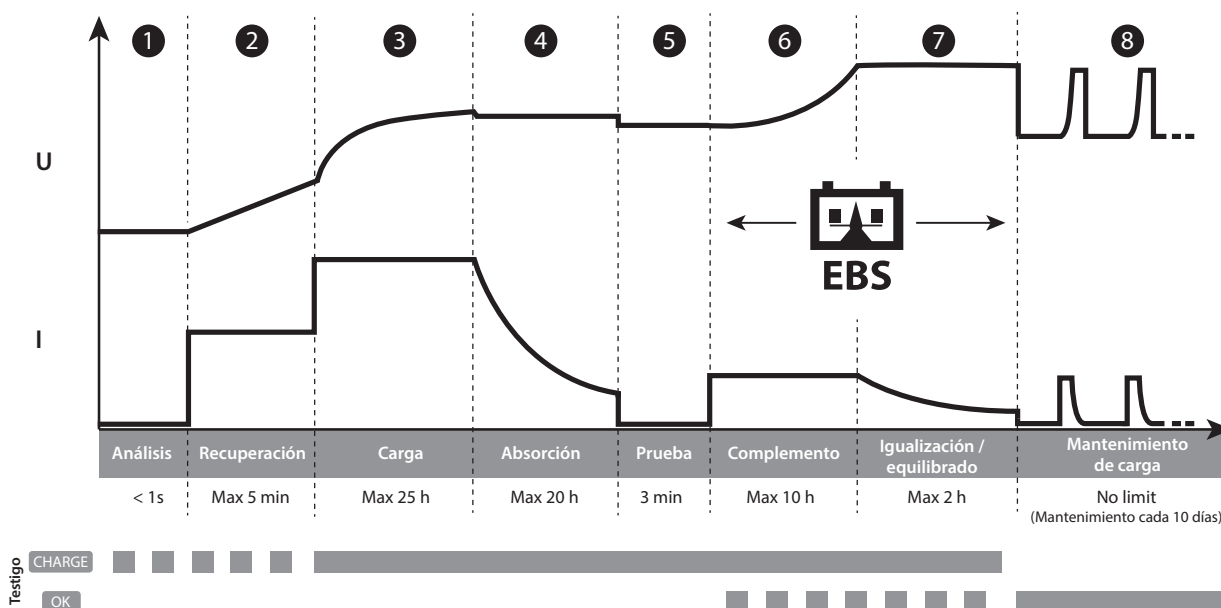 1 2 3 4 5 6 7 8
U
EBS
I
Análisis Recuperación Carga Absorción Prueba Complemento Igualización / equilibrado Mantenimiento de carga
< 1s Max 5 min Max 25 h Max 20 h 3 min Max 10 h Max 2 h No limit
(Mantenimiento cada 10 días)
Testigo
CHARGE
OK